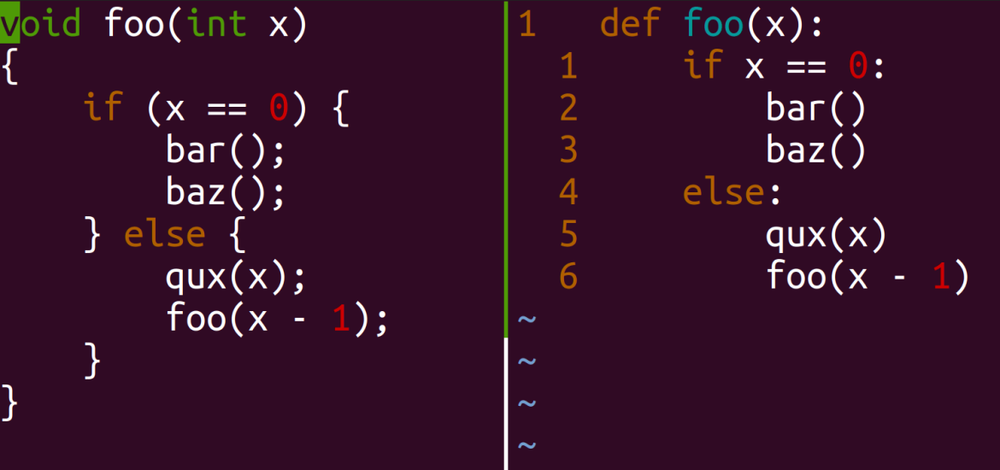 void foo(int x)
{
    if (x == 0) {
        bar();
        baz();
    } else {
        qux(x);
        foo(x - 1);
    }
}
1   def foo(x):
  1     if x == 0:
  2         bar()
  3         baz()
  4     else:
  5         qux(x)
  6         foo(x - 1)
~
~
~
~